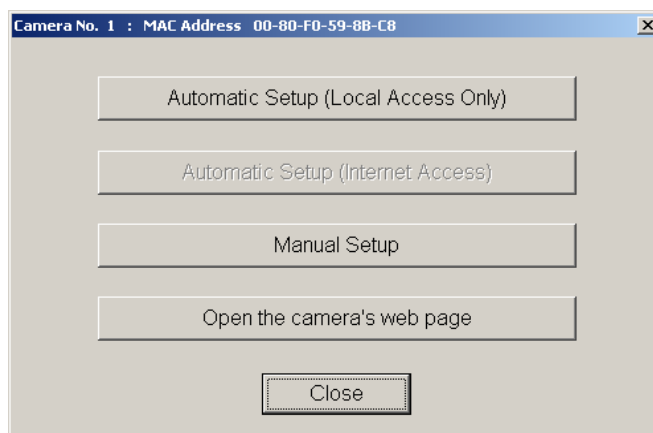 Camera No. 1 : MAC Address 00-80-F0-59-8B-C8
Automatic Setup (Local Access Only)
Automatic Setup (Internet Access)
Manual Setup
Open the camera's web page
Close